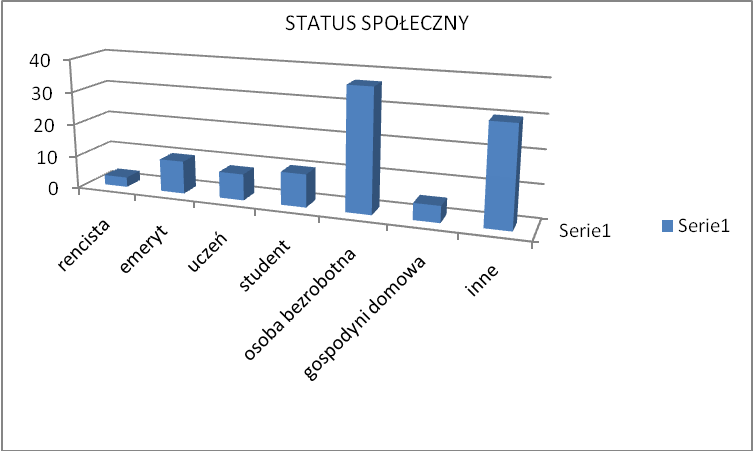 STATUS SPOŁECZNY
40
30
20
10
0
rencista
emeryt
uczeń
student
osoba bezrobotna
gospodyni domowa
inne
Serie1
Serie1